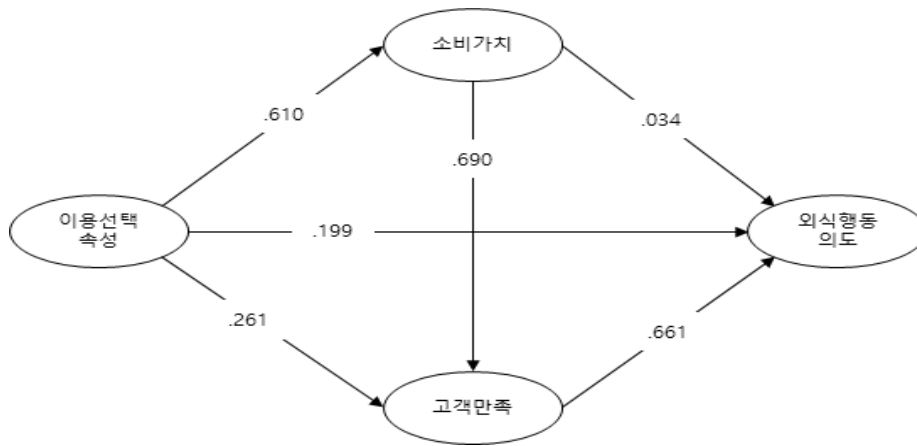 소비가치
.610
.034
.690
이용선택
속성
.199
외식행동
의도
.261
.661
고객만족